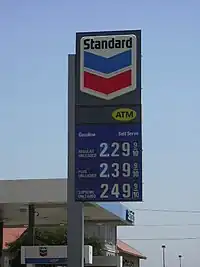 Standard
ATM
Gasoline Self Serve
REGULAR UNLEADED 2.29 9/10
PLUS UNLEADED 2.39 9/10
SUPREME UNLEADED 2.49 9/10